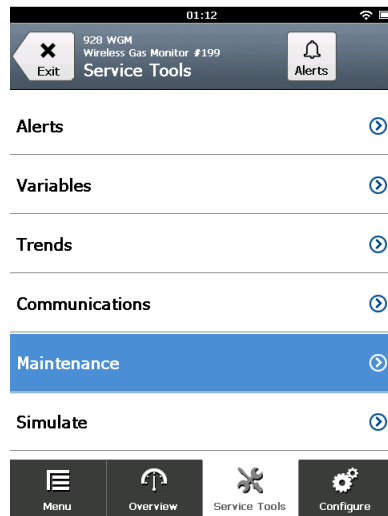 01:12
928 WGM
Wireless Gas Monitor #199
Service Tools
Exit
Alerts
Alerts
Variables
Trends
Communications
Maintenance
Simulate
Menu
Overview
Service Tools
Configure